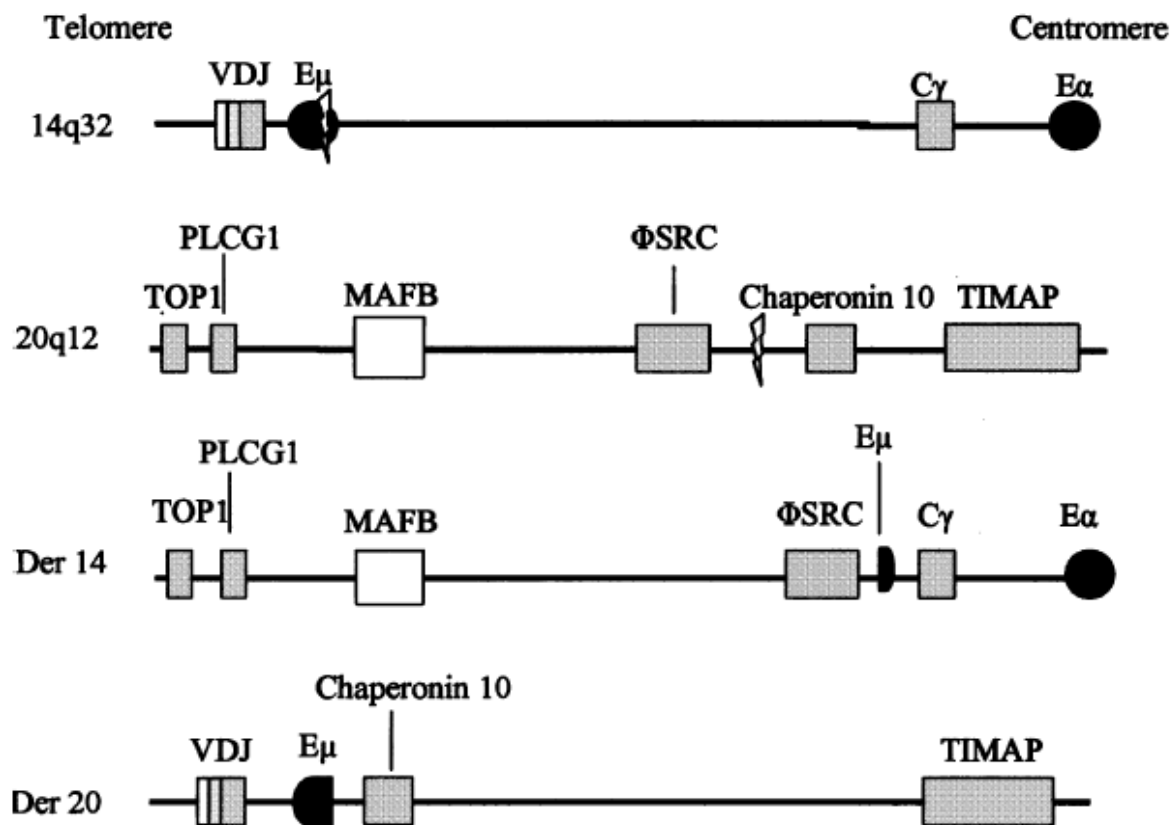 Telomere Centromere
VDJ Eμ Cγ Eα
14q32
PLCG1 ΦSRC
TOP1 MAFB Chaperonin 10 TIMAP
20q12
Eμ
PLCG1
TOP1 MAFB ΦSRC Cγ Eα
Der 14
Chaperonin 10
VDJ Eμ TIMAP
Der 20